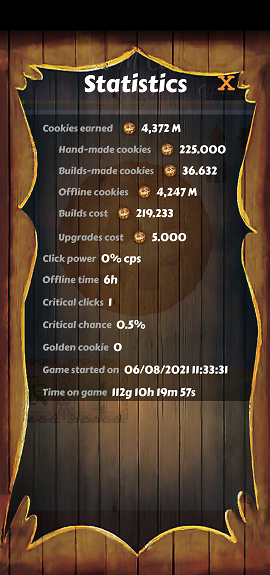 Statistics X
Cookies earned 4,372 M
Hand-made cookies 225.000
Builds-made cookies 36.632
Offline cookies 4,247 M
Builds cost 219.233
Upgrades cost 5.000
Click power 0% cps
Offline time 6h
Critical clicks 1
Critical chance 0.5%
Golden cookie 0
Game started on 06/08/2021 11:33:31
Time on game 112g 10h 19m 57s